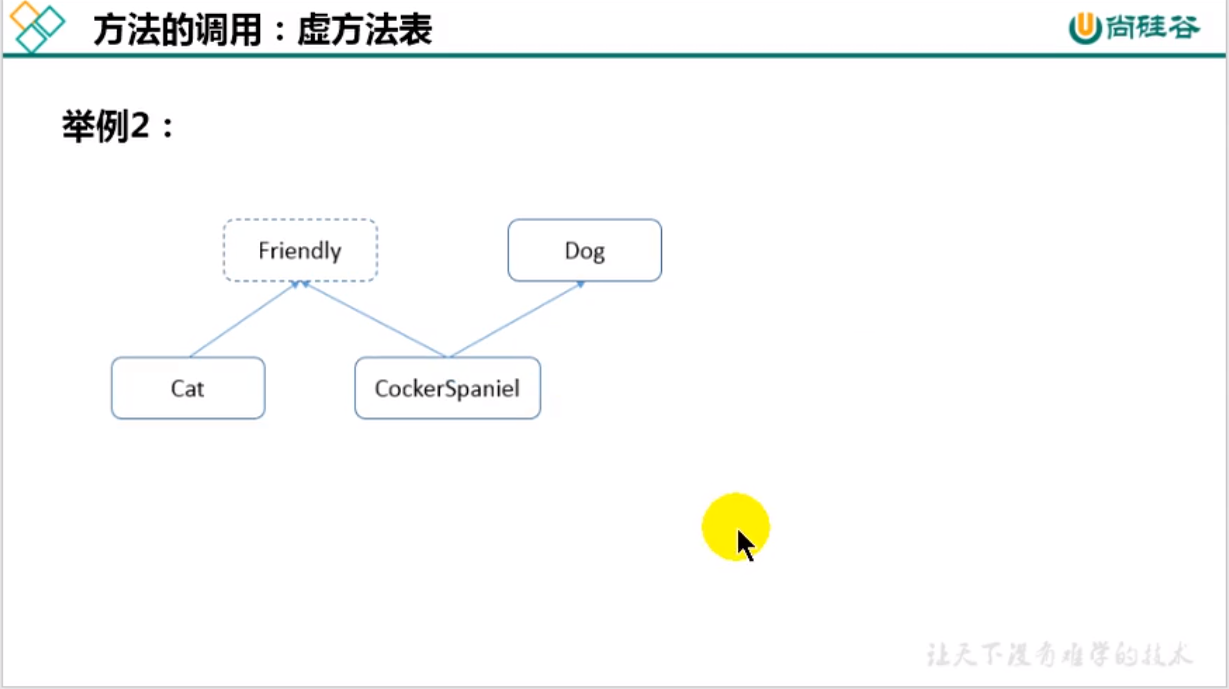 方法的调用：虚方法表
尚硅谷
举例2：
Friendly
Dog
Cat
CockerSpaniel
让天下没有难学的技术